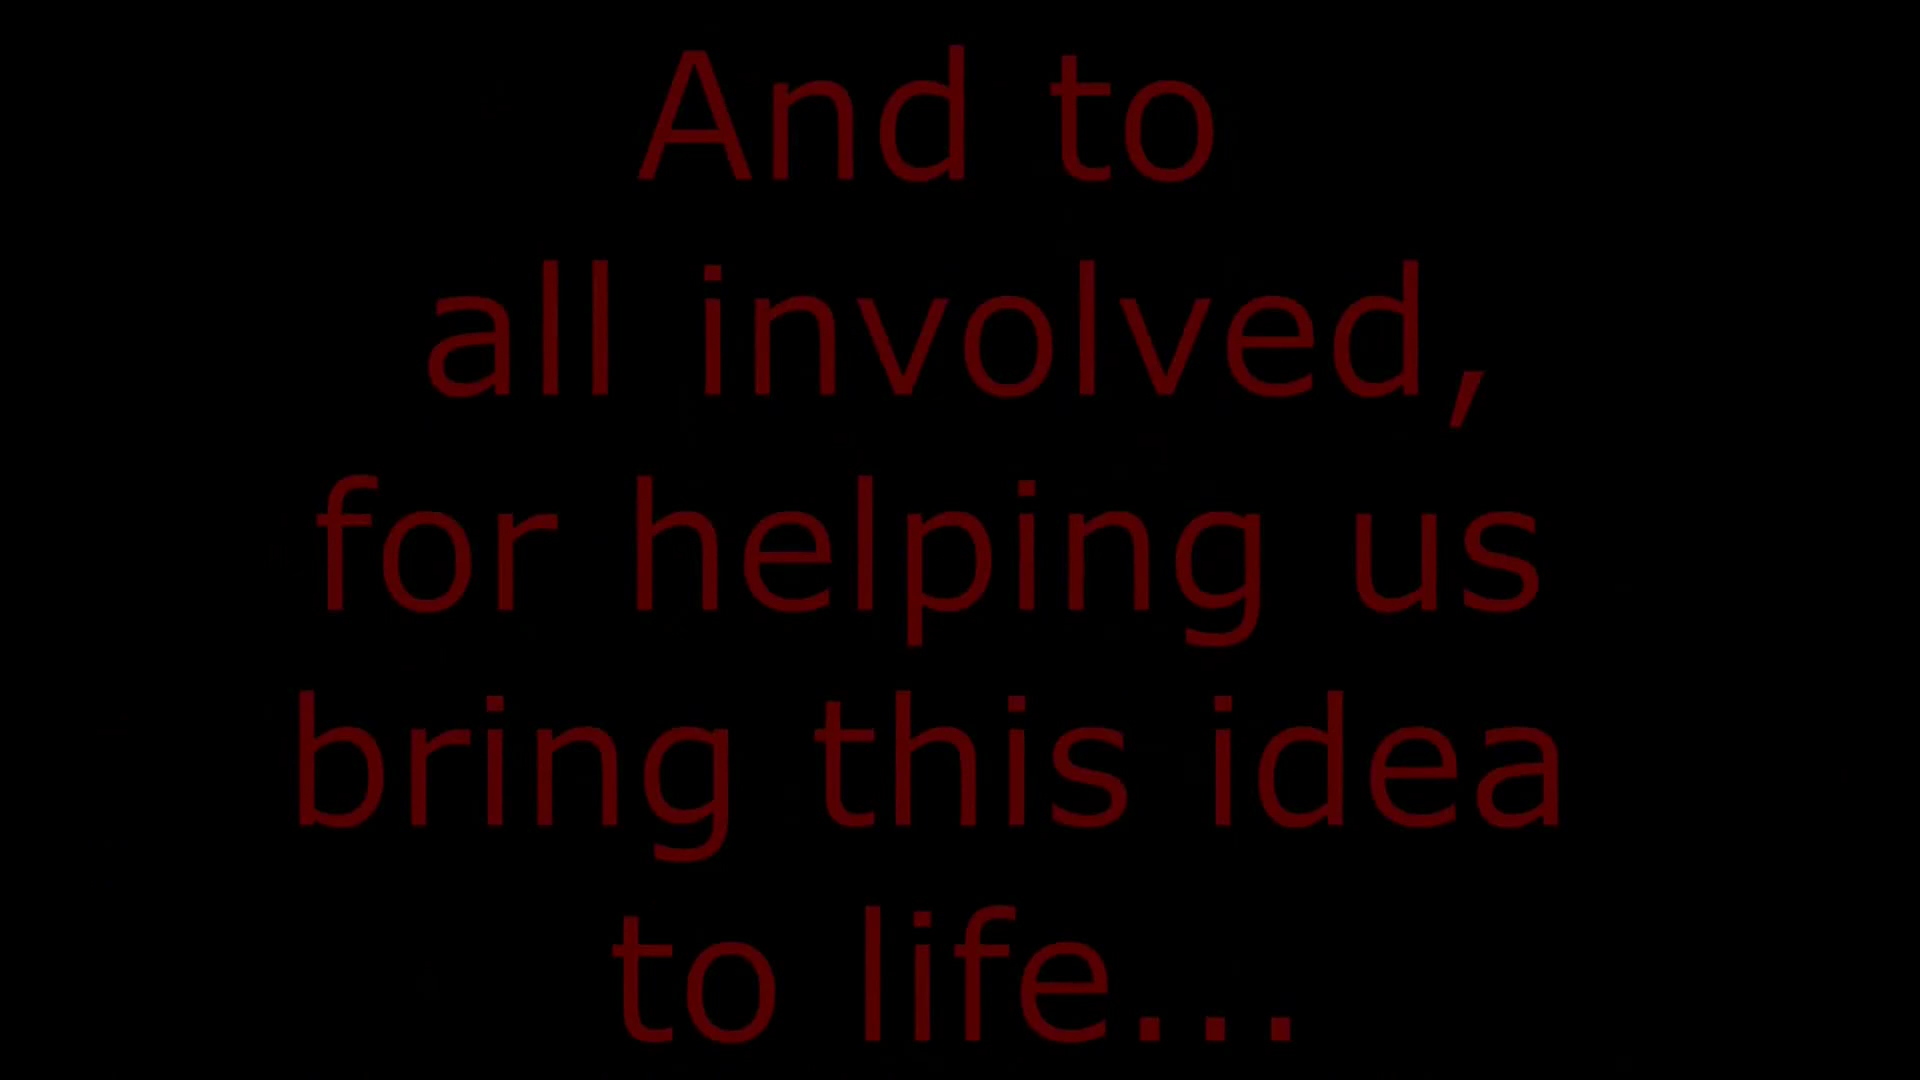 And to
all involved,
for helping us
bring this idea
to life...